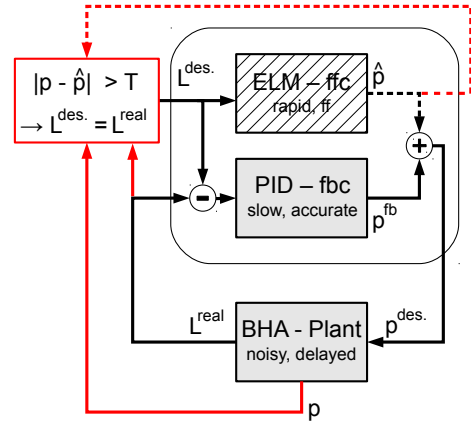 |p - p̂| > T
→ L^des. = L^real
L^des.
ELM – ffc
rapid, ff
p̂
+
-
PID – fbc
slow, accurate
p^fb
L^real
BHA - Plant
noisy, delayed
p^des.
p